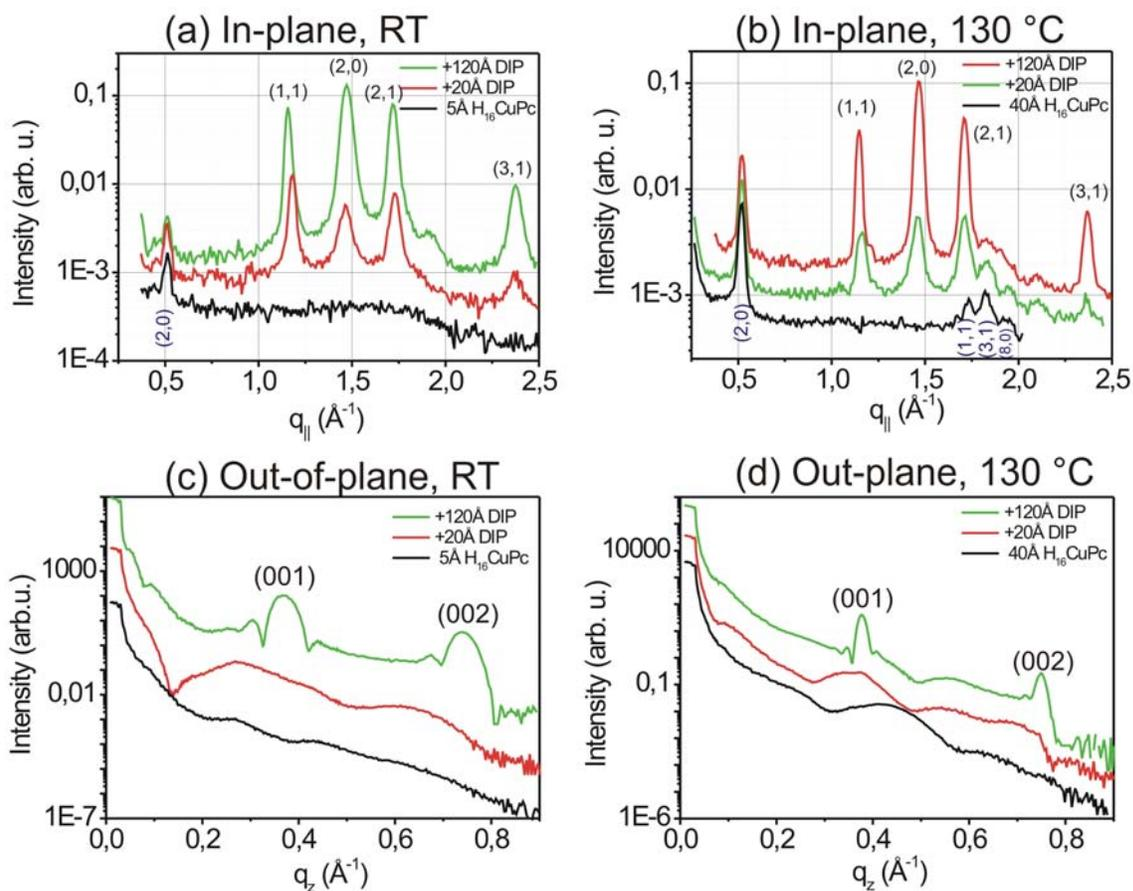 (a) In-plane, RT
+120Å DIP
+20Å DIP
5Å H₁₆CuPc
(1,1)
(2,0)
(2,1)
(3,1)
(2,0)
Intensity (arb. u.)
0,1
0,01
1E-3
1E-4
0,5
1,0
1,5
2,0
2,5
q|| (Å⁻¹)
(b) In-plane, 130 °C
+120Å DIP
+20Å DIP
40Å H₁₆CuPc
(2,0)
(1,1)
(2,1)
(3,1)
(2,0)
(1,1)
(3,1)
(8,0)
Intensity (arb. u.)
0,1
0,01
1E-3
0,5
1,0
1,5
2,0
2,5
q|| (Å⁻¹)
(c) Out-of-plane, RT
+120Å DIP
+20Å DIP
5Å H₁₆CuPc
(001)
(002)
Intensity (arb.u.)
1000
0,01
1E-7
0,0
0,2
0,4
0,6
0,8
q_z (Å⁻¹)
(d) Out-plane, 130 °C
+120Å DIP
+20Å DIP
40Å H₁₆CuPc
(001)
(002)
Intensity (arb. u.)
10000
0,1
1E-6
0,0
0,2
0,4
0,6
0,8
q_z (Å⁻¹)